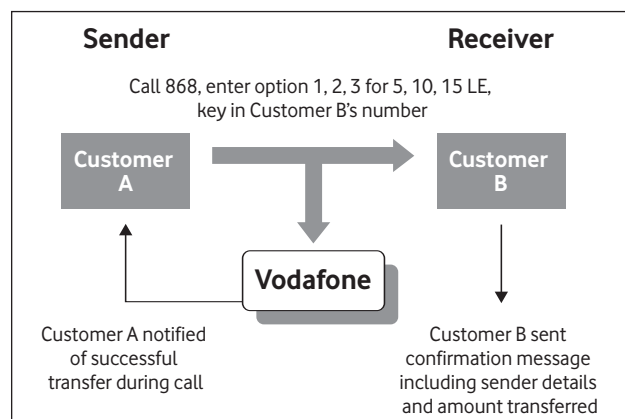 Sender
Receiver
Call 868, enter option 1, 2, 3 for 5, 10, 15 LE,
key in Customer B's number
Customer
A
Customer
B
Vodafone
Customer A notified
of successful
transfer during call
Customer B sent
confirmation message
including sender details
and amount transferred